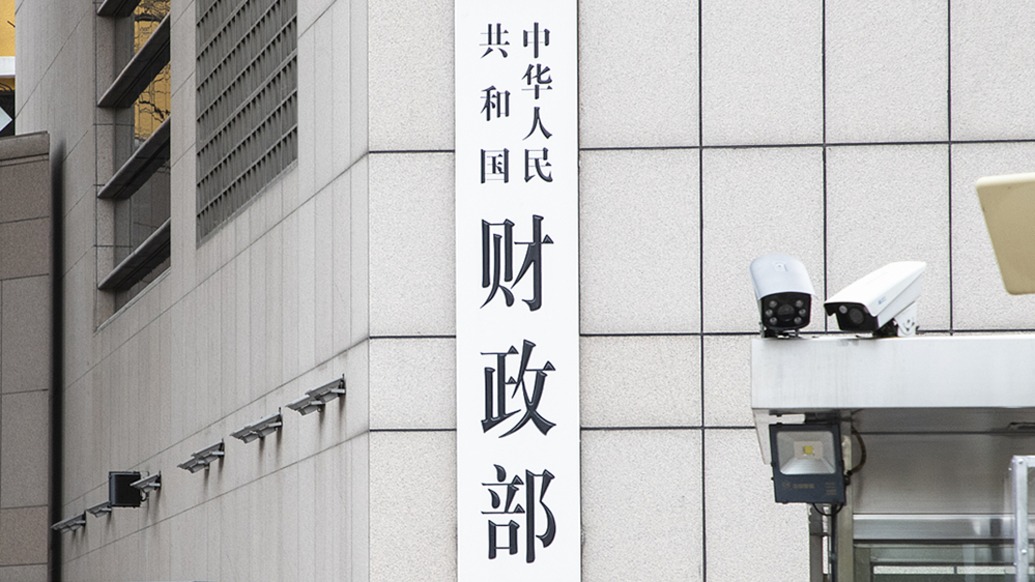 中华人民
共和国
财政部